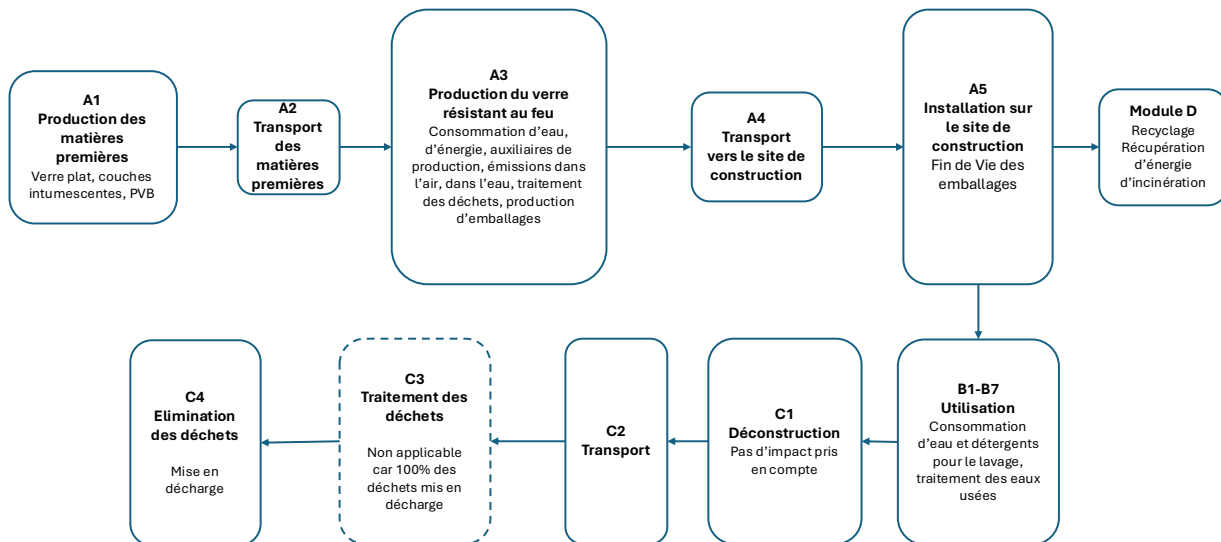 A1
Production des
matières
premières
Verre plat, couches
intumescentes, PVB
A2
Transport
des
matières
premières
A3
Production du verre
résistant au feu
Consommation d'eau,
d'énergie, auxiliaires de
production, émissions dans
l'air, dans l'eau, traitement
des déchets, production
d'emballages
A4
Transport
vers le site de
construction
A5
Installation sur
le site de
construction
Fin de Vie des
emballages
Module D
Recyclage
Récupération
d'énergie
d'incinération
C4
Elimination
des déchets
Mise en
décharge
C3
Traitement des
déchets
Non applicable
car 100% des
déchets mis en
décharge
C2
Transport
C1
Déconstruction
Pas d'impact pris
en compte
B1-B7
Utilisation
Consommation
d'eau et détergents
pour le lavage,
traitement des eaux
usées